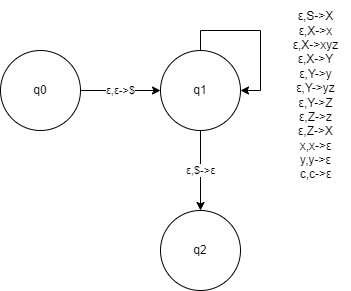 ε,S->X
ε,X->x
ε,X->xyz
ε,X->Y
ε,Y->y
ε,Y->yz
ε,Y->Z
ε,Z->z
ε,Z->X
x,x->ε
y,y->ε
c,c->ε
q0
ε,ε->S
q1
ε,S->ε
q2